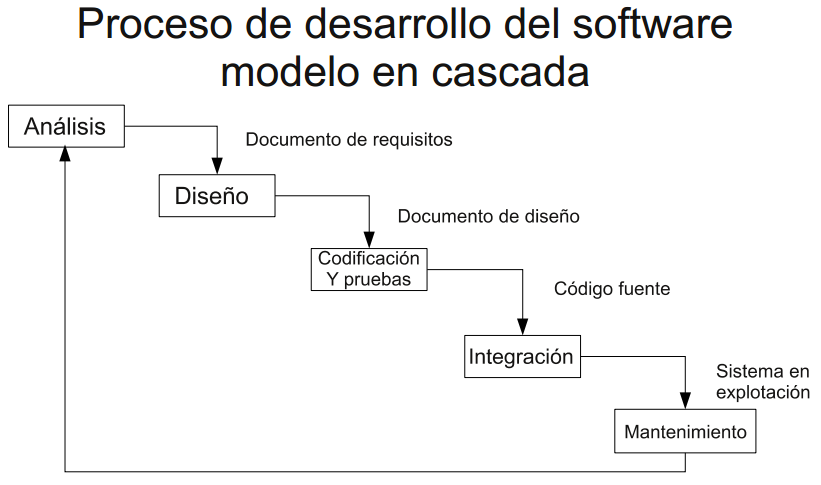 Proceso de desarrollo del software
modelo en cascada
Análisis
Documento de requisitos
Diseño
Documento de diseño
Codificación
Y pruebas
Código fuente
Integración
Sistema en
explotación
Mantenimiento